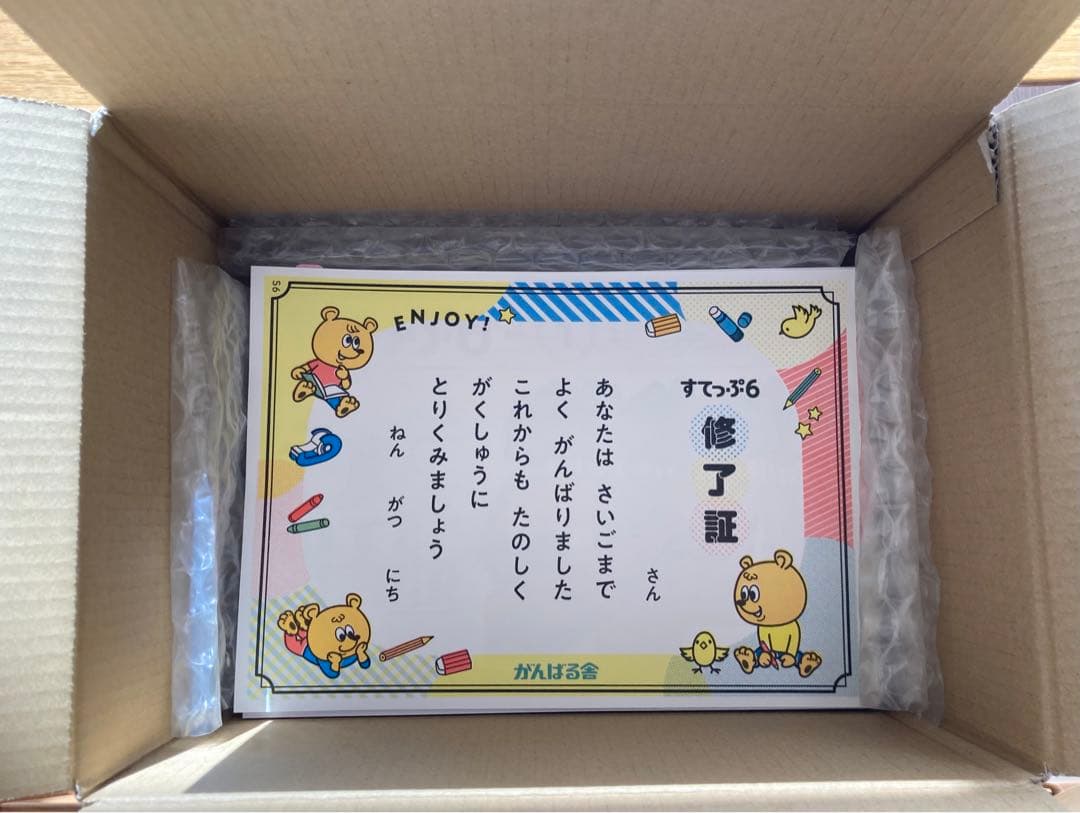 S6
ENJOY!
すてっぷ6
修了証
さん
あなたは さいごまで
よく がんばりました
これからも たのしく
がくしゅうに
とりくみましょう
ねん がつ にち
がんばる舎